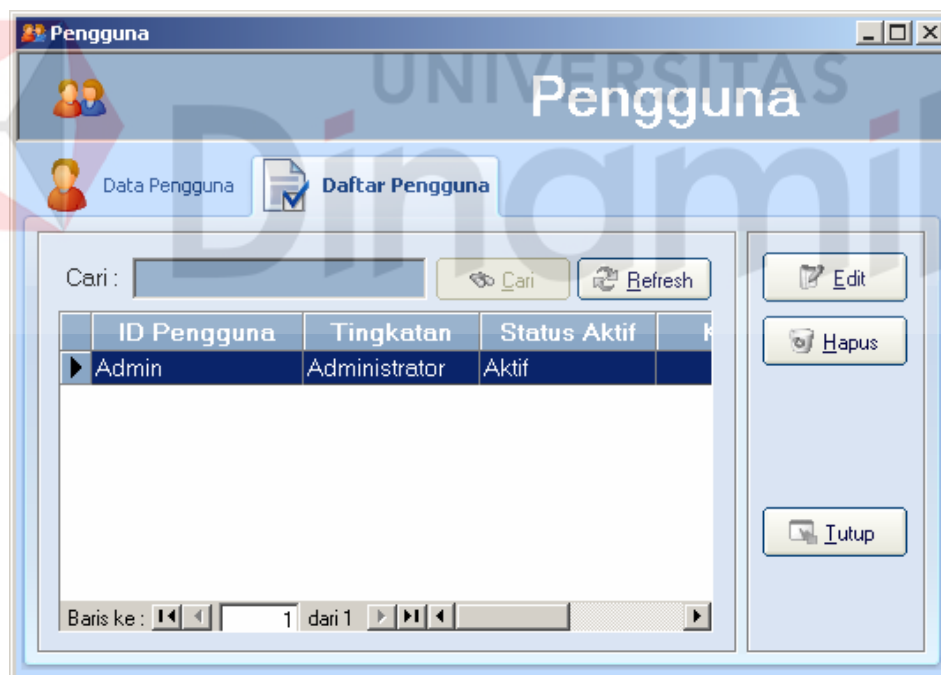 Pengguna
UNIVERSITAS
Pengguna
Dinami
Data Pengguna Daftar Pengguna
Cari : Cari Refresh Edit
ID Pengguna Tingkatan Status Aktif
Hapus
Admin Administrator Aktif
Tutup
Baris ke : 1 dari 1